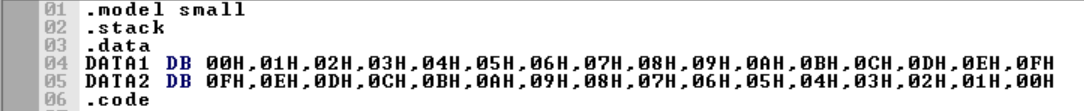 01 .model small
02 .stack
03 .data
04 DATA1 DB 00H,01H,02H,03H,04H,05H,06H,07H,08H,09H,0AH,0BH,0CH,0DH,0EH,0FH
05 DATA2 DB 0FH,0EH,0DH,0CH,0BH,0AH,09H,08H,07H,06H,05H,04H,03H,02H,01H,00H
06 .code